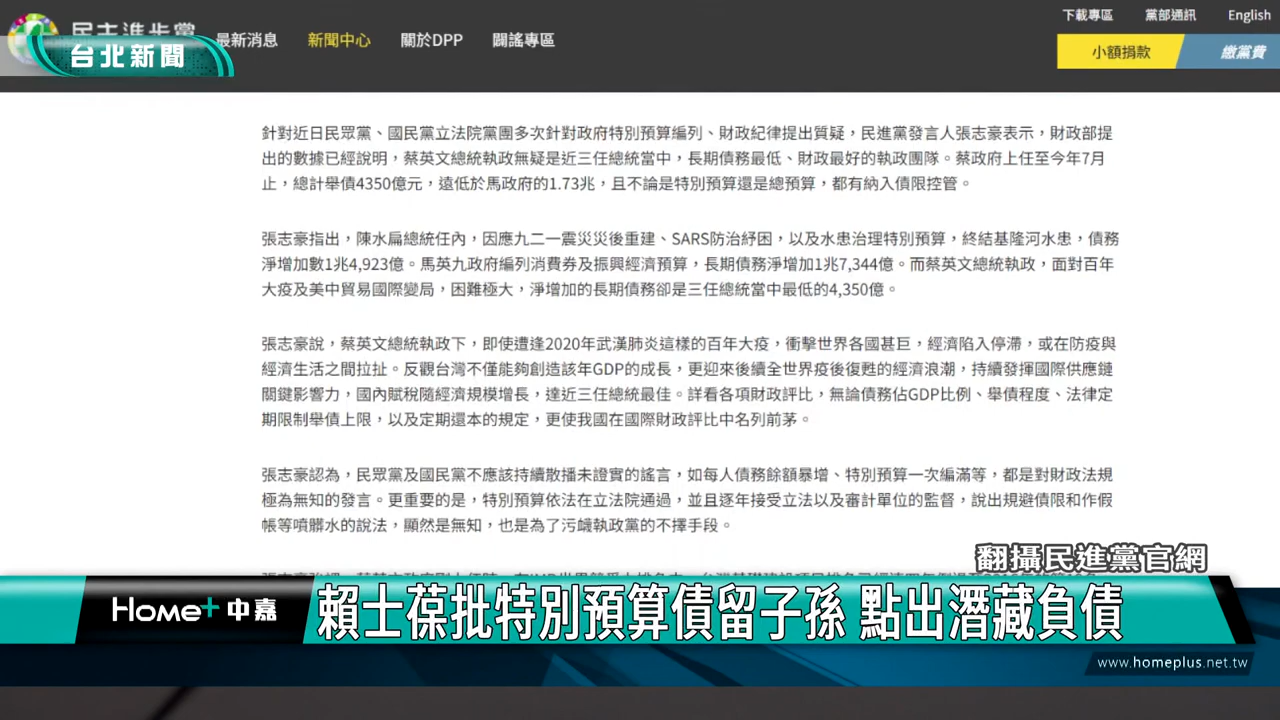 下載專區 黨部通訊 English
民主進步黨
台北新聞
最新消息 新聞中心 關於DPP 闢謠專區
小額捐款 繳黨費
針對近日民眾黨、國民黨立法院黨團多次針對政府特別預算編列、財政紀律提出質疑，民進黨發言人張志豪表示，財政部提
出的數據已經說明，蔡英文總統執政無疑是近三任總統當中，長期債務最低、財政最好的執政團隊。蔡政府上任至今年7月
止，總計舉債4350億元，遠低於馬政府的1.73兆，且不論是特別預算還是總預算，都有納入債限控管。
張志豪指出，陳水扁總統任內，因應九二一震災災後重建、SARS防治紓困，以及水患治理特別預算，終結基隆河水患，債務
淨增加數1兆4,923億。馬英九政府編列消費券及振興經濟預算，長期債務淨增加1兆7,344億。而蔡英文總統執政，面對百年
大疫及美中貿易國際變局，困難極大，淨增加的長期債務卻是三任總統當中最低的4,350億。
張志豪說，蔡英文總統執政下，即使遭逢2020年武漢肺炎這樣的百年大疫，衝擊世界各國甚巨，經濟陷入停滯，或在防疫與
經濟生活之間拉扯。反觀台灣不僅能夠創造該年GDP的成長，更迎來後續全世界疫後復甦的經濟浪潮，持續發揮國際供應鏈
關鍵影響力，國內賦稅隨經濟規模增長，達近三任總統最佳。詳看各項財政評比，無論債務佔GDP比例、舉債程度、法律定
期限制舉債上限，以及定期還本的規定，更使我國在國際財政評比中名列前茅。
張志豪認為，民眾黨及國民黨不應該持續散播未證實的謠言，如每人債務餘額暴增、特別預算一次編滿等，都是對財政法規
極為無知的發言。更重要的是，特別預算依法在立法院通過，並且逐年接受立法以及審計單位的監督，說出規避債限和作假
帳等噴髒水的說法，顯然是無知，也是為了污衊執政黨的不擇手段。
翻攝民進黨官網
Home+ 中嘉 賴士葆批特別預算債留子孫 點出潛藏負債
www.homeplus.net.tw